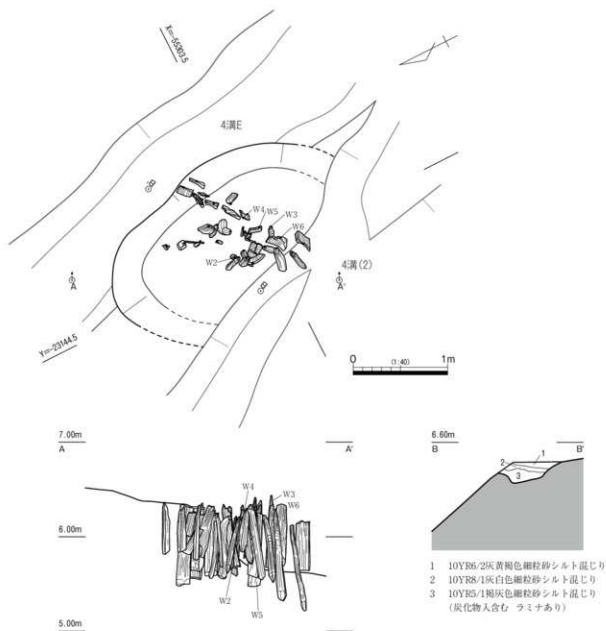 X=-55303.5
4溝E
W4
W5
W3
W6
W2
4溝(2)
A
A'
Y=-23144.5
0 (1:40) 1m
7.00m
A A'
W4
W3
W6
6.00m
W2
W5
5.00m
6.60m
B B'
1
2
3
1 10YR6/2灰黄褐色細粒砂シルト混じり
2 10YR8/1灰白色細粒砂シルト混じり
3 10YR5/1褐灰色細粒砂シルト混じり
(炭化物入含む ラミナあり)